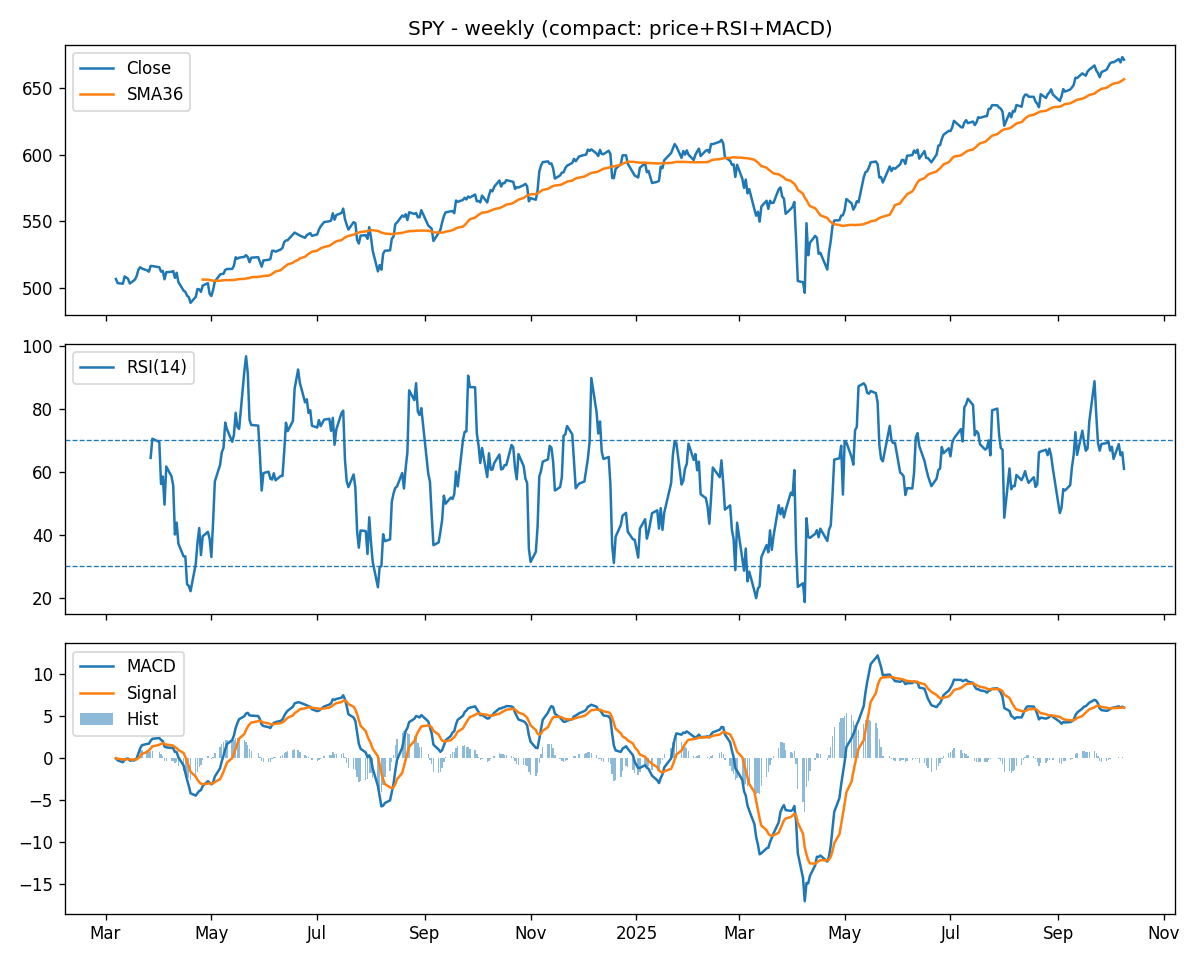 SPY - weekly (compact: price+RSI+MACD)
Close
SMA36
650
600
550
500
RSI(14)
100
80
60
40
20
MACD
Signal
Hist
10
5
0
−5
−10
−15
Mar May Jul Sep Nov 2025 Mar May Jul Sep Nov